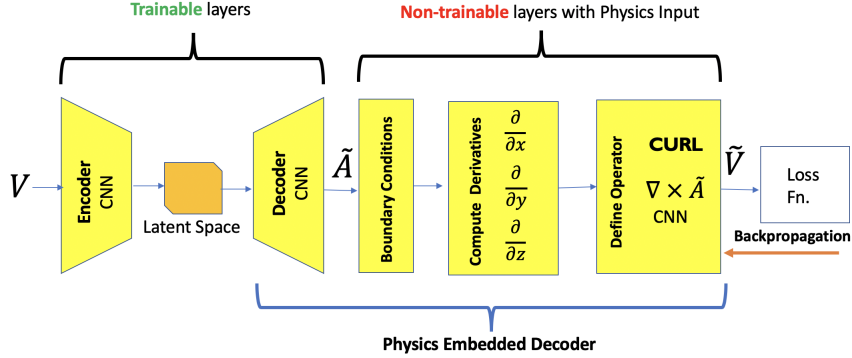 Trainable layers
Non-trainable layers with Physics Input
V
Encoder
CNN
Latent Space
Decoder
CNN
Ã
Boundary Conditions
Compute Derivatives
∂/∂x
∂/∂y
∂/∂z
Define Operator
CURL
∇ × Ã
CNN
Ṽ
Loss
Fn.
Backpropagation
Physics Embedded Decoder